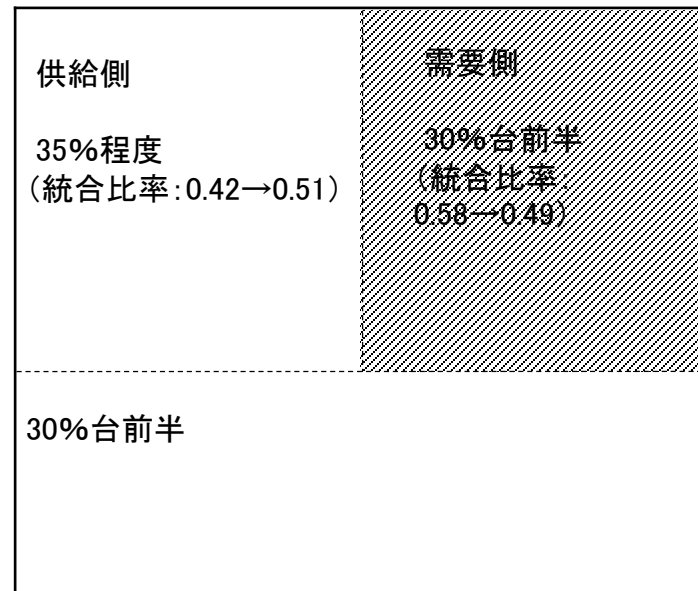 供給側
35%程度
(統合比率:0.42→0.51)
需要側
30%台前半
(統合比率:
0.58→0.49)
30%台前半